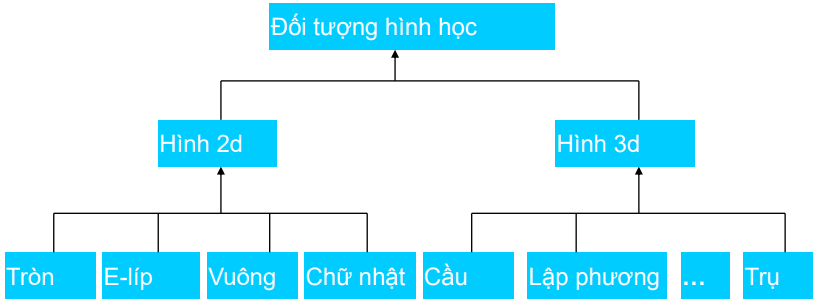 Đối tượng hình học
Hình 2d
Hình 3d
Tròn
E-líp
Vuông
Chữ nhật
Cầu
Lập phương
...
Trụ